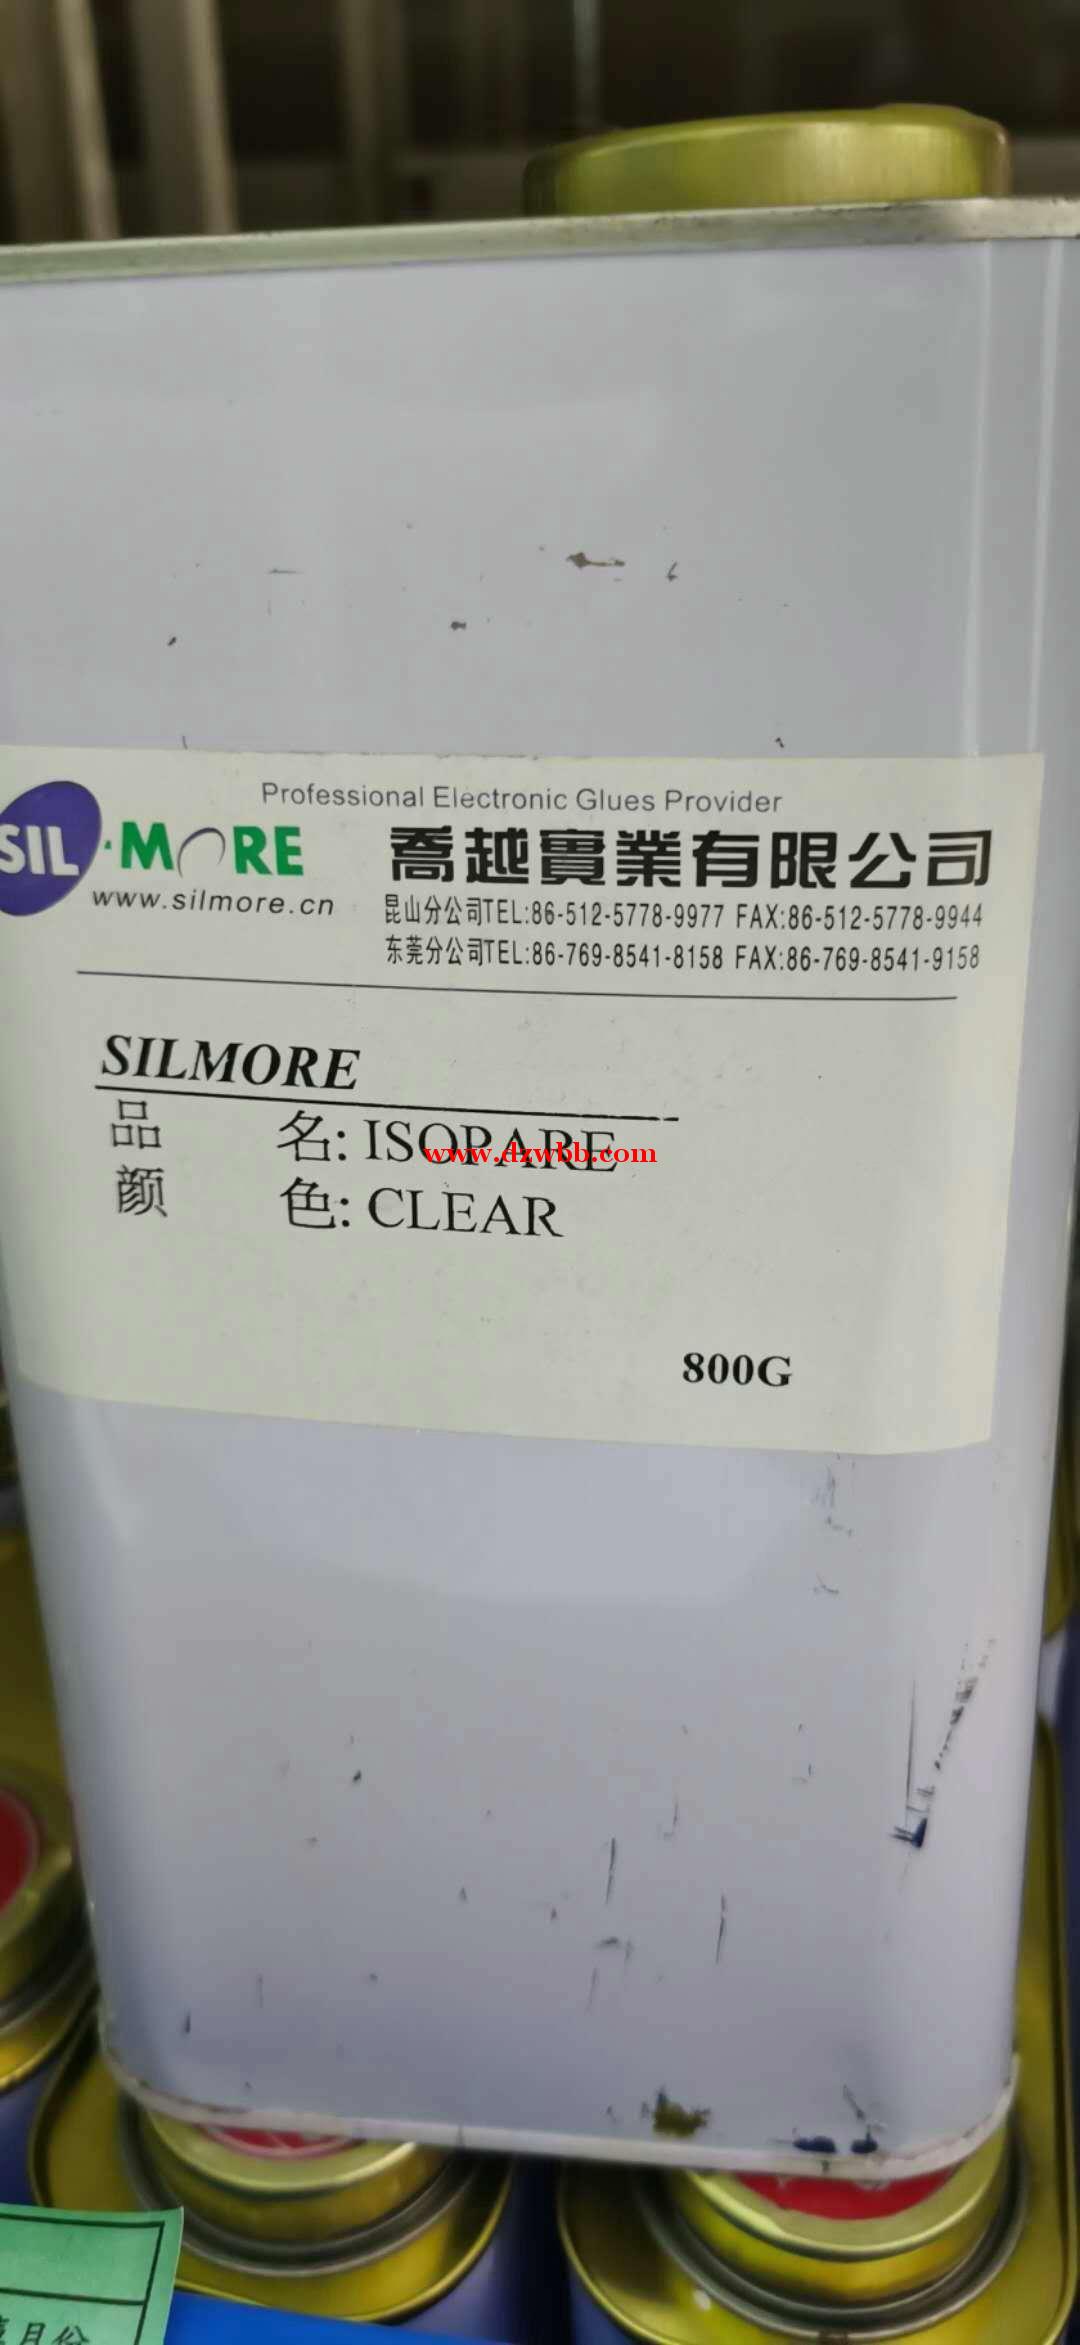 Professional Electronic Glues Provider
SIL·MORE
喬越實業有限公司
www.silmore.cn
昆山分公司TEL:86-512-5778-9977 FAX:86-512-5778-9944
东莞分公司TEL:86-769-8541-8158 FAX:86-769-8541-9158
SILMORE
品 名: ISOPARE
www.dzwbb.com
颜 色: CLEAR
800G
月份